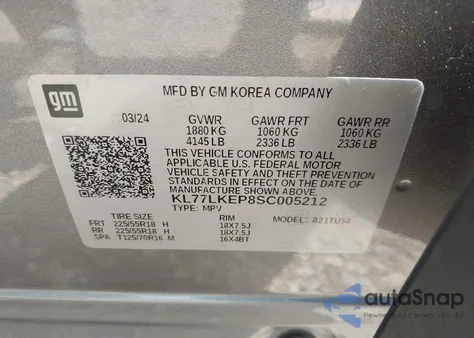 gm
MFD BY GM KOREA COMPANY
03/24 GVWR GAWR FRT GAWR RR
1880 KG 1060 KG 1060 KG
4145 LB 2336 LB 2336 LB
THIS VEHICLE CONFORMS TO ALL
APPLICABLE U.S. FEDERAL MOTOR
VEHICLE SAFETY AND THEFT PREVENTION
STANDARDS IN EFFECT ON THE DATE OF
MANUFACTURE SHOWN ABOVE.
KL77LKEP8SC005212
TYPE: MPV MODEL: 821TU58
TIRE SIZE RIM
FRT 225/55R18 H 18X7.5J
RR 225/55R18 H 18X7.5J
SPA T125/70R16 M 16X4BT
autoSnap